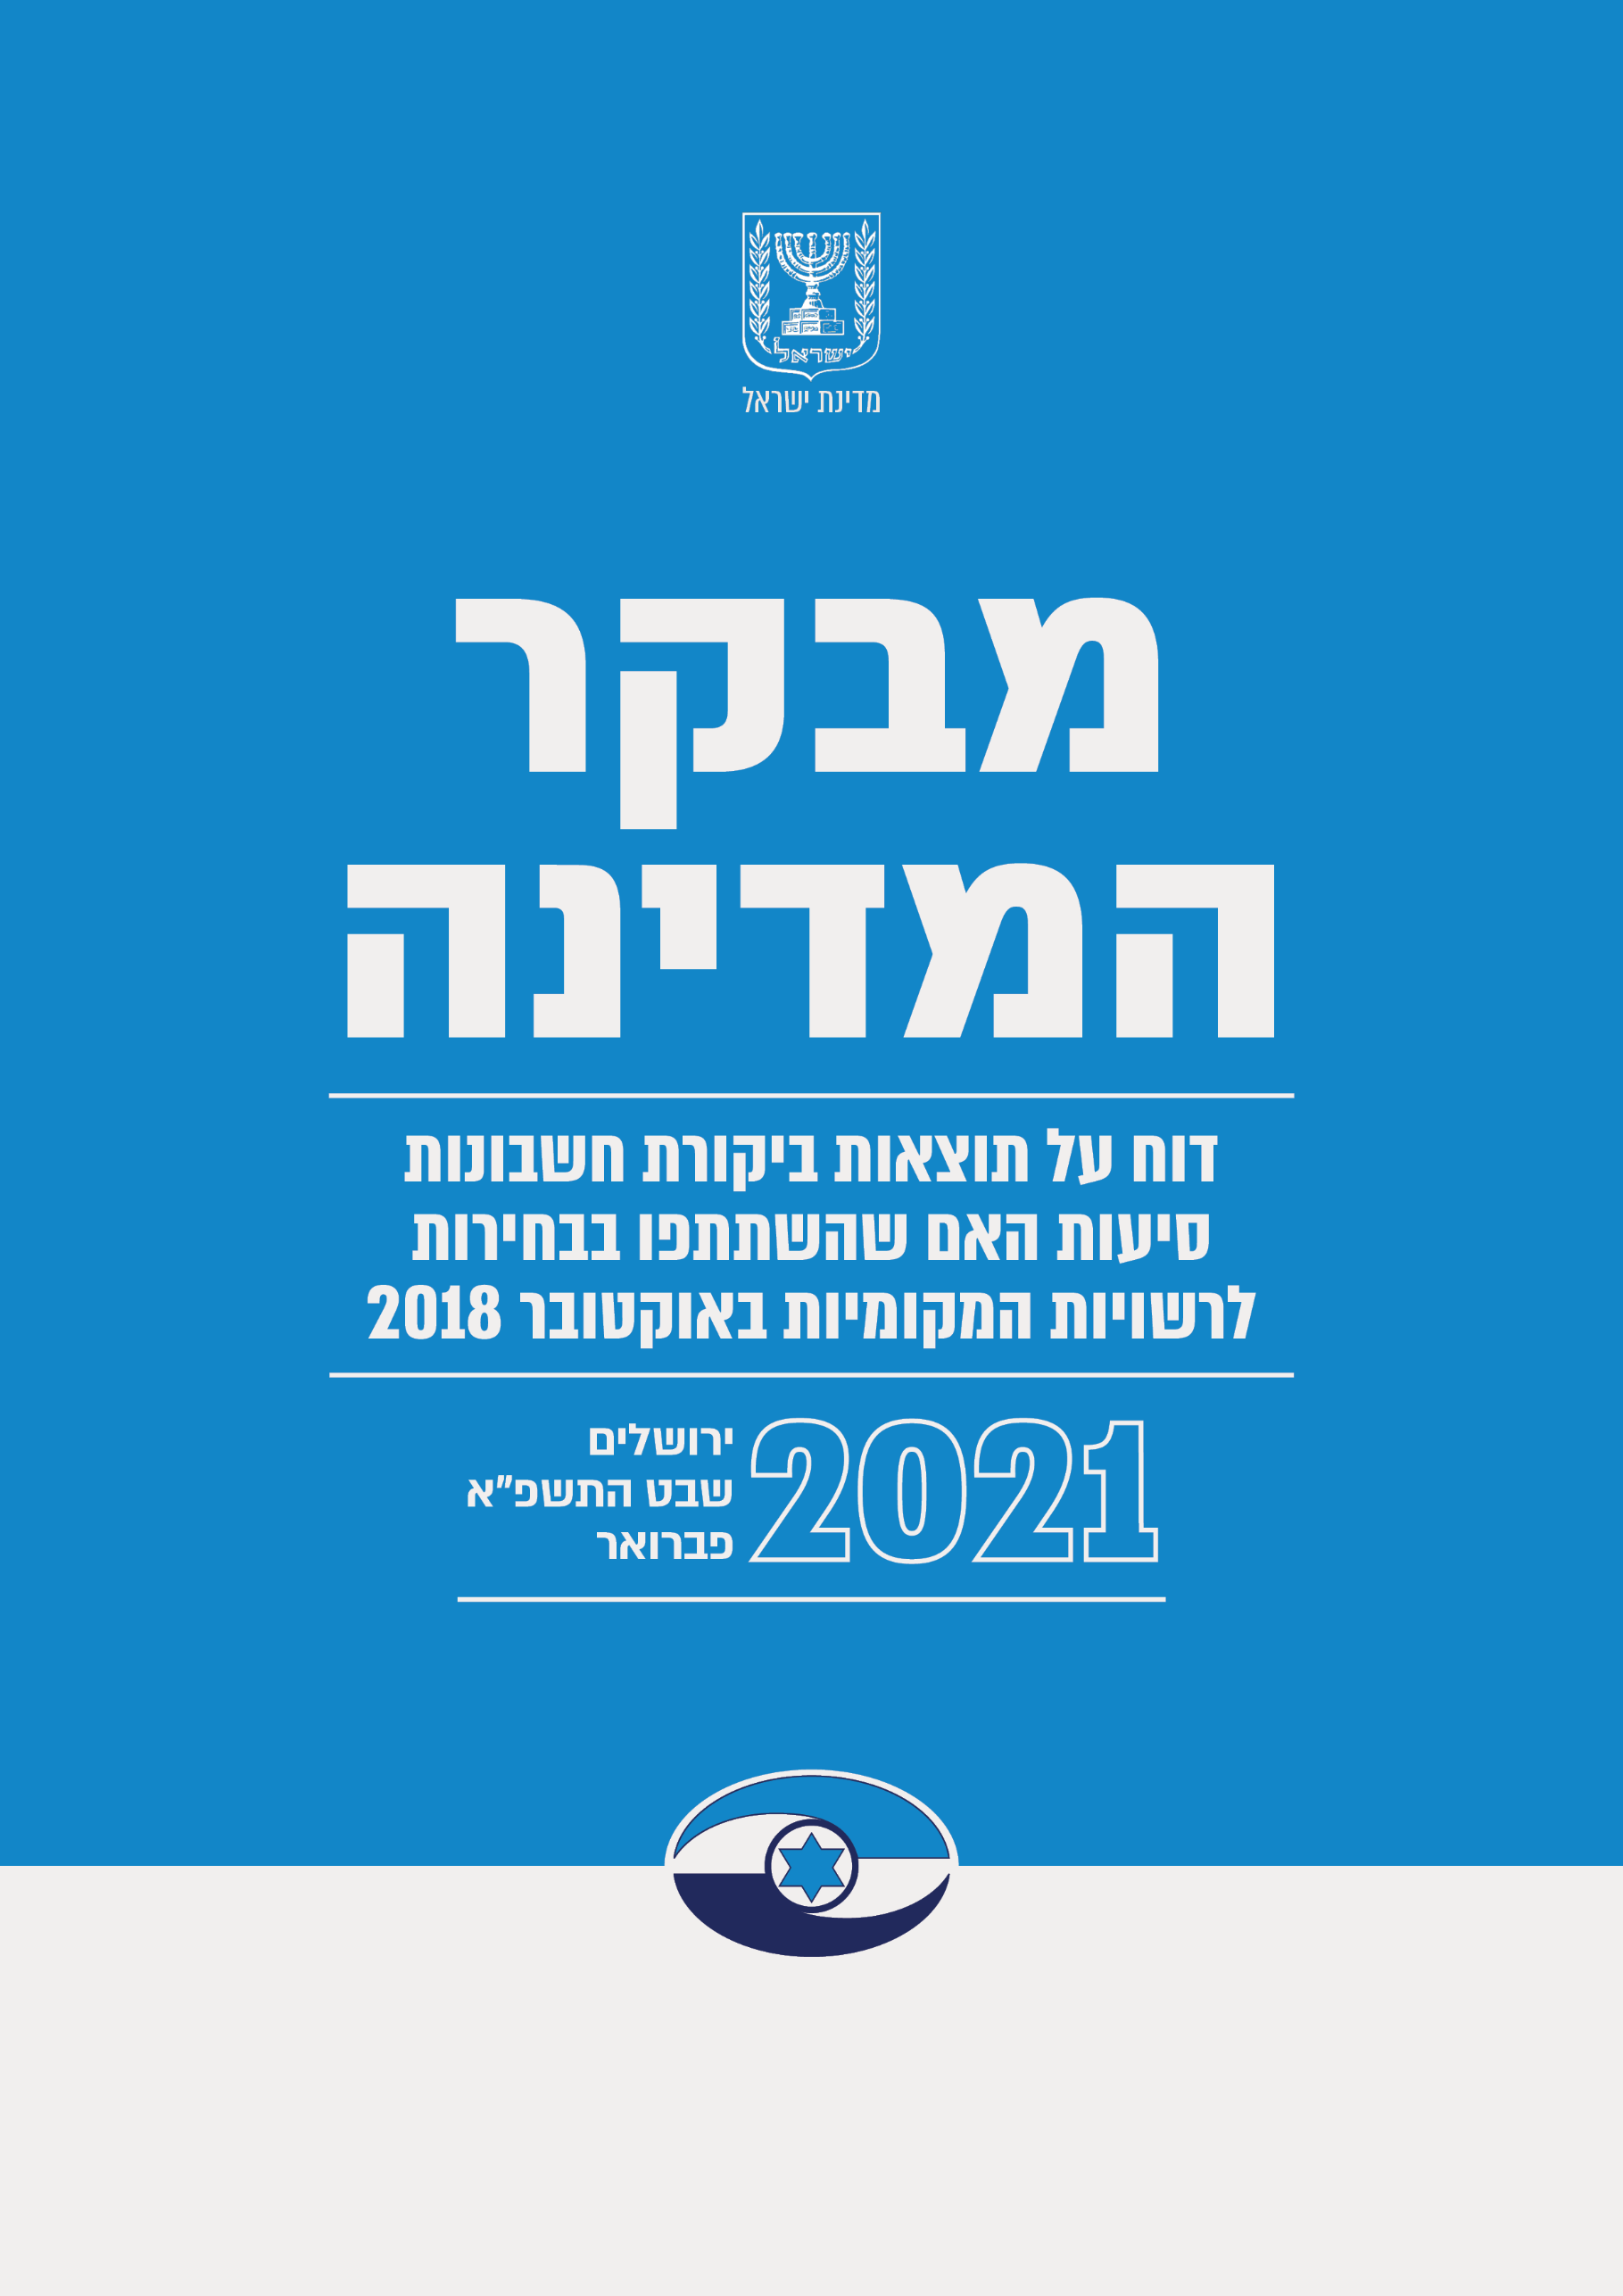 ישראל
מדינת ישראל
מבקר
המדינה
דוח על תוצאות ביקורת חשבונות
סיעות האם שהשתתפו בבחירות
לרשויות המקומיות באוקטובר 2018
2021
ירושלים
שבט התשפ"א
פברואר